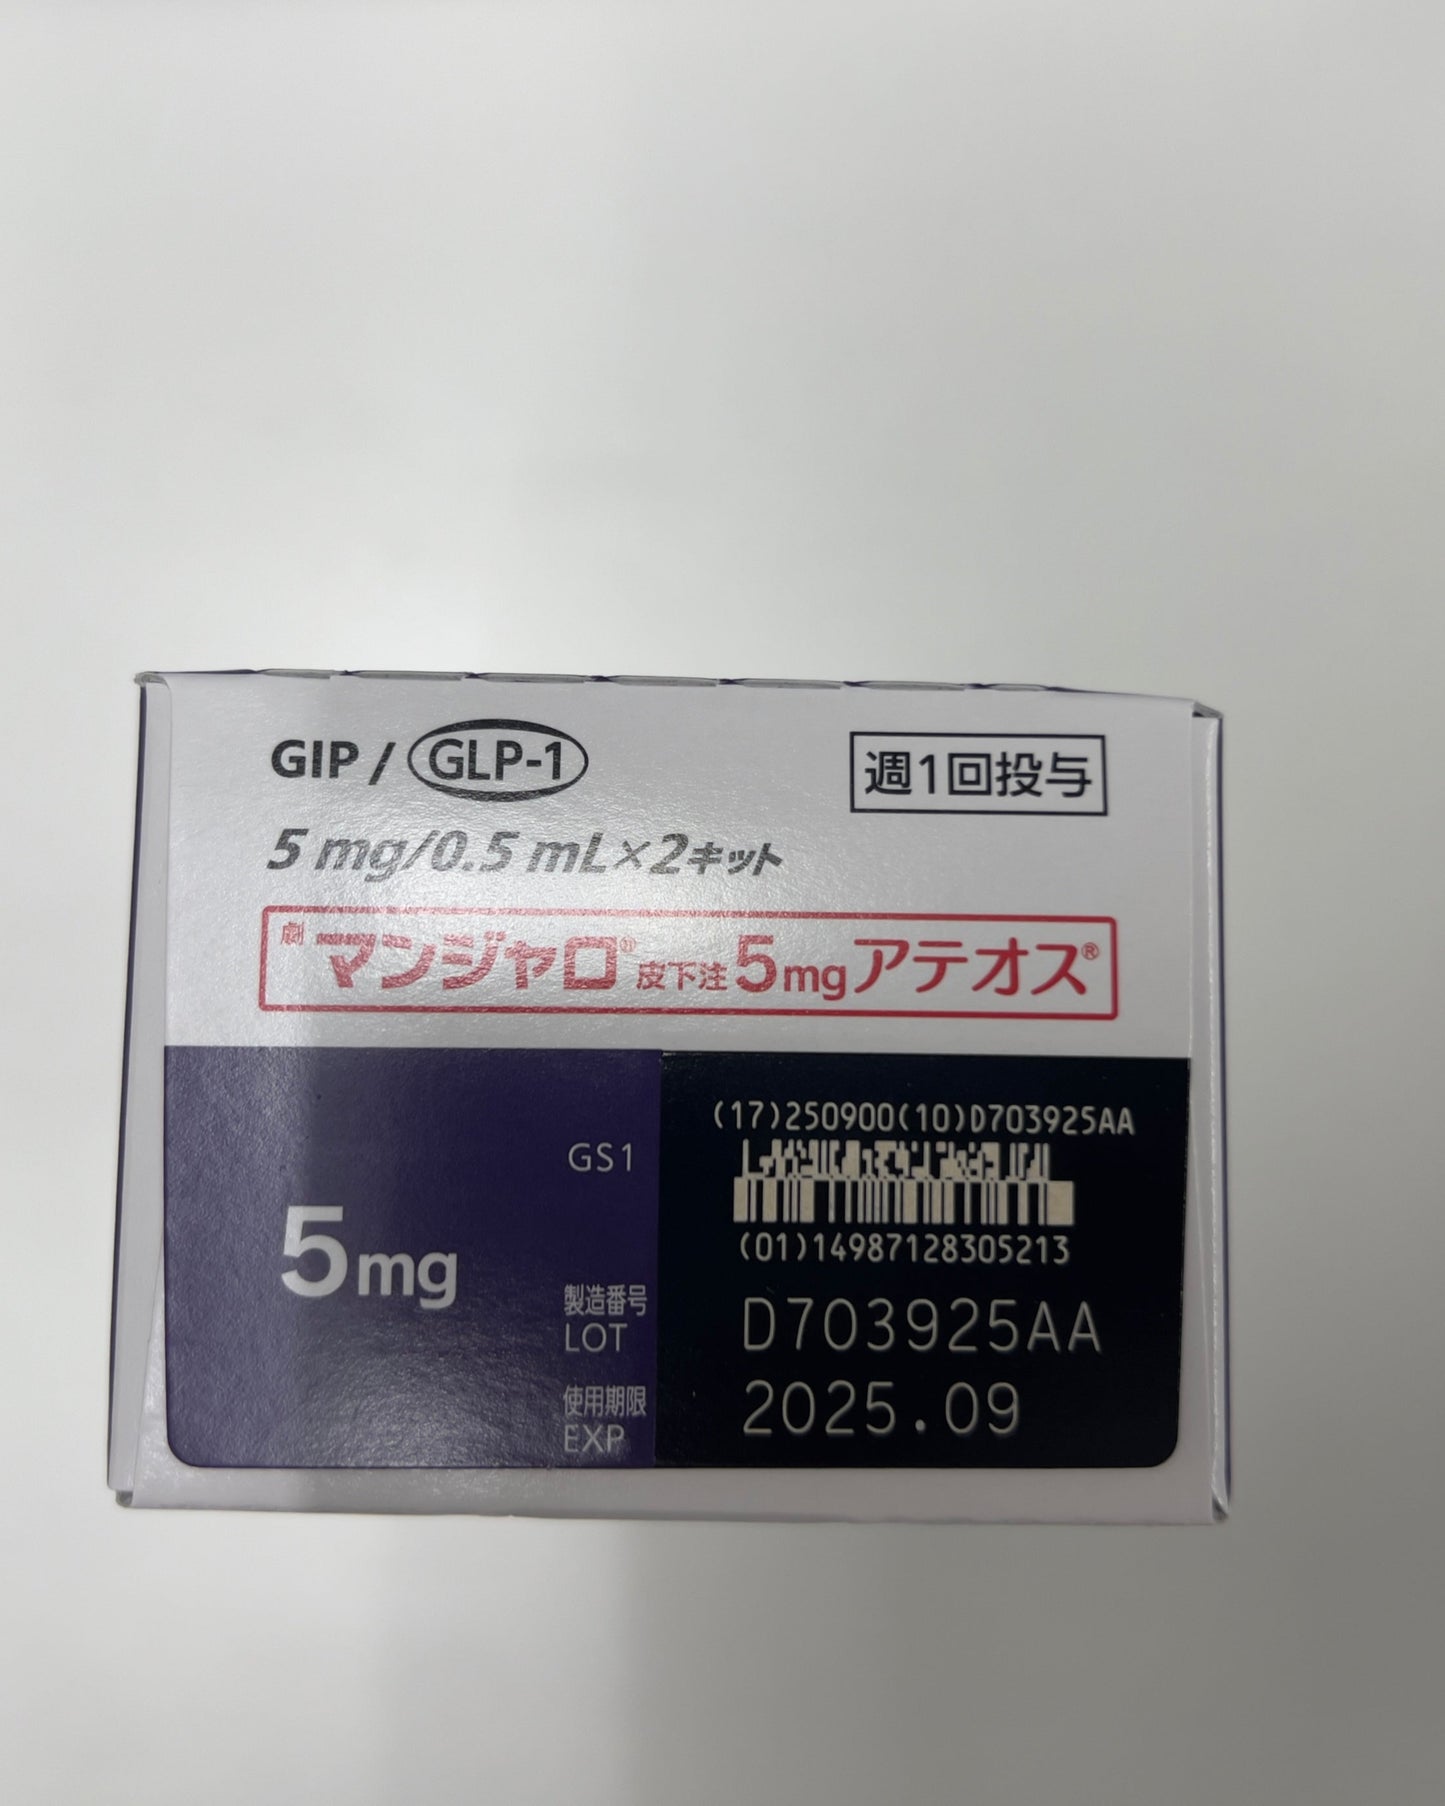 GIP / GLP-1
週1回投与
5 mg/0.5 mL×2キット
劇 マンジャロ® 皮下注 5mg アテオス®
(17)250900(10)D703925AA
GS1
(01)14987128305213
5mg
製造番号
LOT D703925AA
使用期限
EXP 2025.09